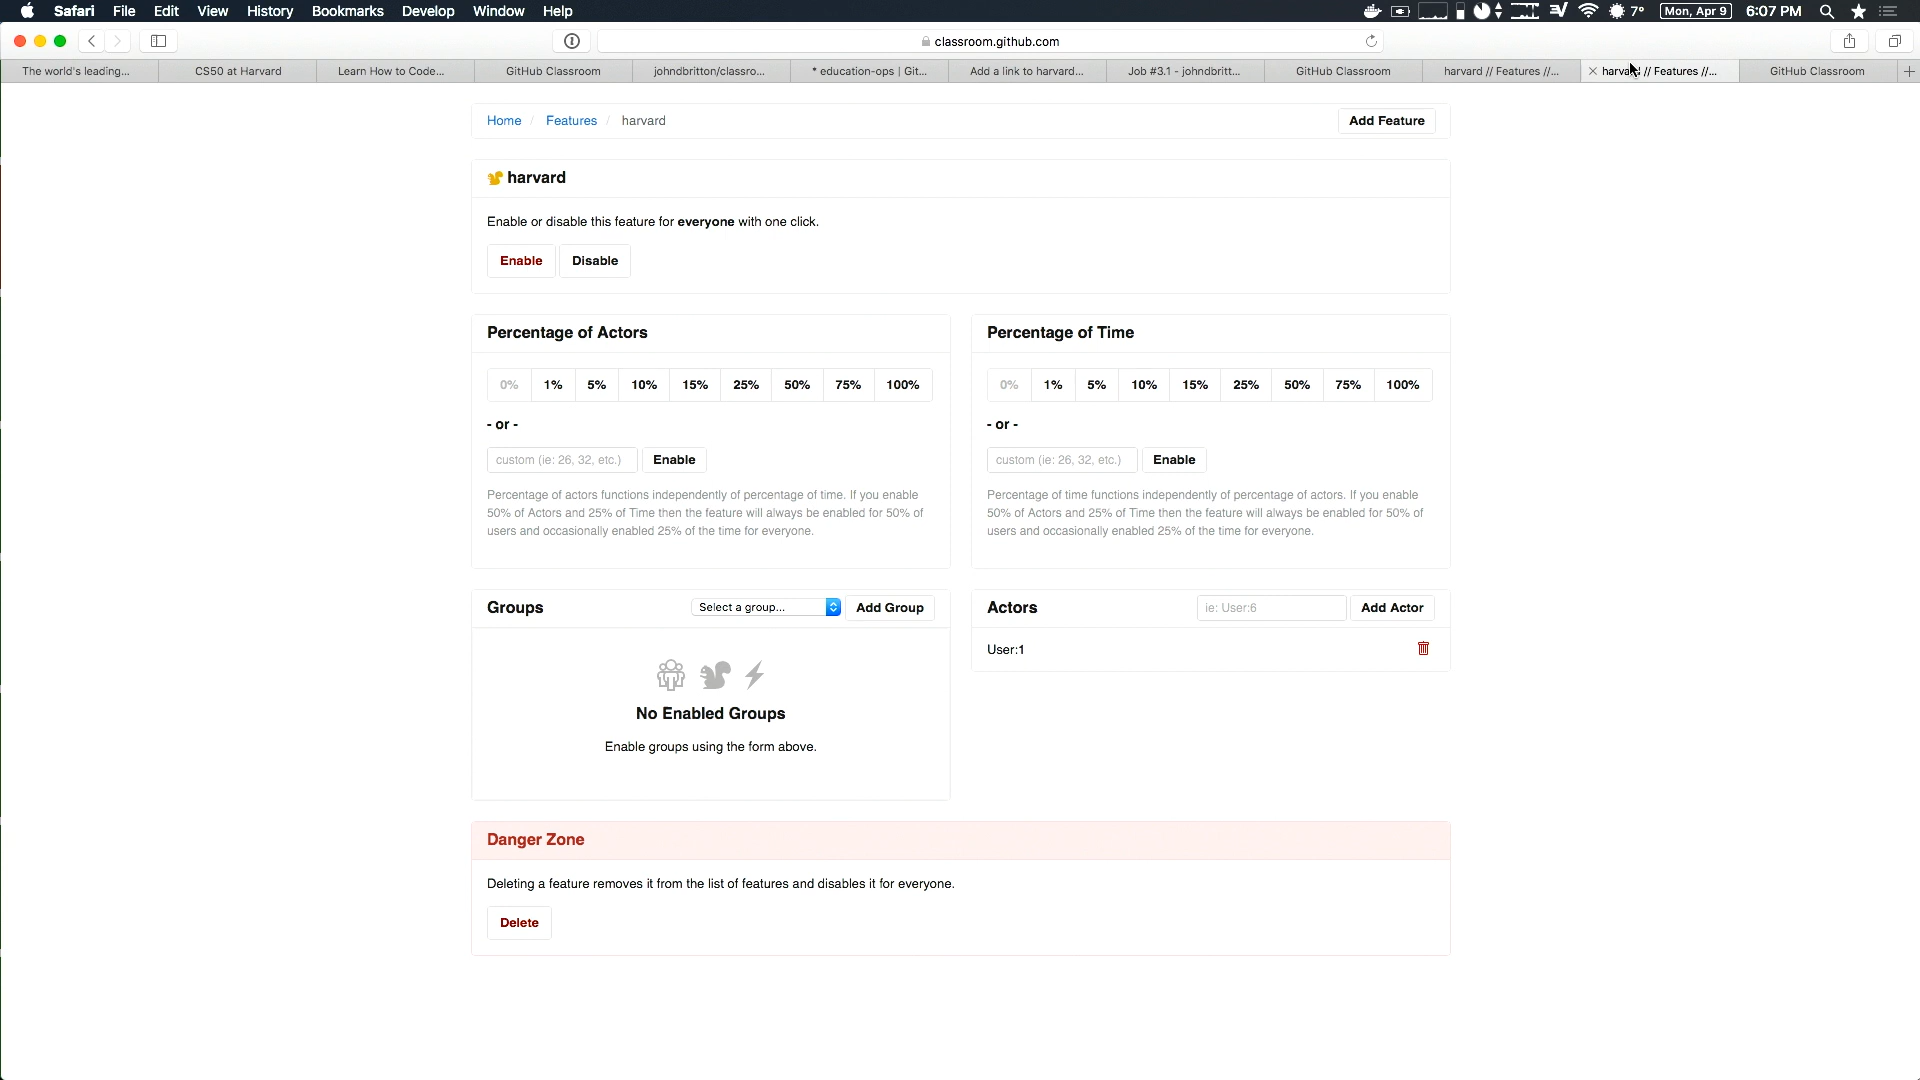 Safari File Edit View History Bookmarks Develop Window Help 7° Mon, Apr 9 6:07 PM
classroom.github.com
The world's leading... CS50 at Harvard Learn How to Code... GitHub Classroom johndbritton/classro... * education-ops | Git... Add a link to harvard... Job #3.1 - johndbritt... GitHub Classroom harvard // Features //... harvard // Features //... GitHub Classroom
Home / Features / harvard Add Feature
harvard
Enable or disable this feature for everyone with one click.
Enable Disable
Percentage of Actors
0% 1% 5% 10% 15% 25% 50% 75% 100%
- or -
custom (ie: 26, 32, etc.) Enable
Percentage of actors functions independently of percentage of time. If you enable
50% of Actors and 25% of Time then the feature will always be enabled for 50% of
users and occasionally enabled 25% of the time for everyone.
Percentage of Time
0% 1% 5% 10% 15% 25% 50% 75% 100%
- or -
custom (ie: 26, 32, etc.) Enable
Percentage of time functions independently of percentage of actors. If you enable
50% of Actors and 25% of Time then the feature will always be enabled for 50% of
users and occasionally enabled 25% of the time for everyone.
Groups Select a group... Add Group
No Enabled Groups
Enable groups using the form above.
Actors ie: User:6 Add Actor
User:1
Danger Zone
Deleting a feature removes it from the list of features and disables it for everyone.
Delete